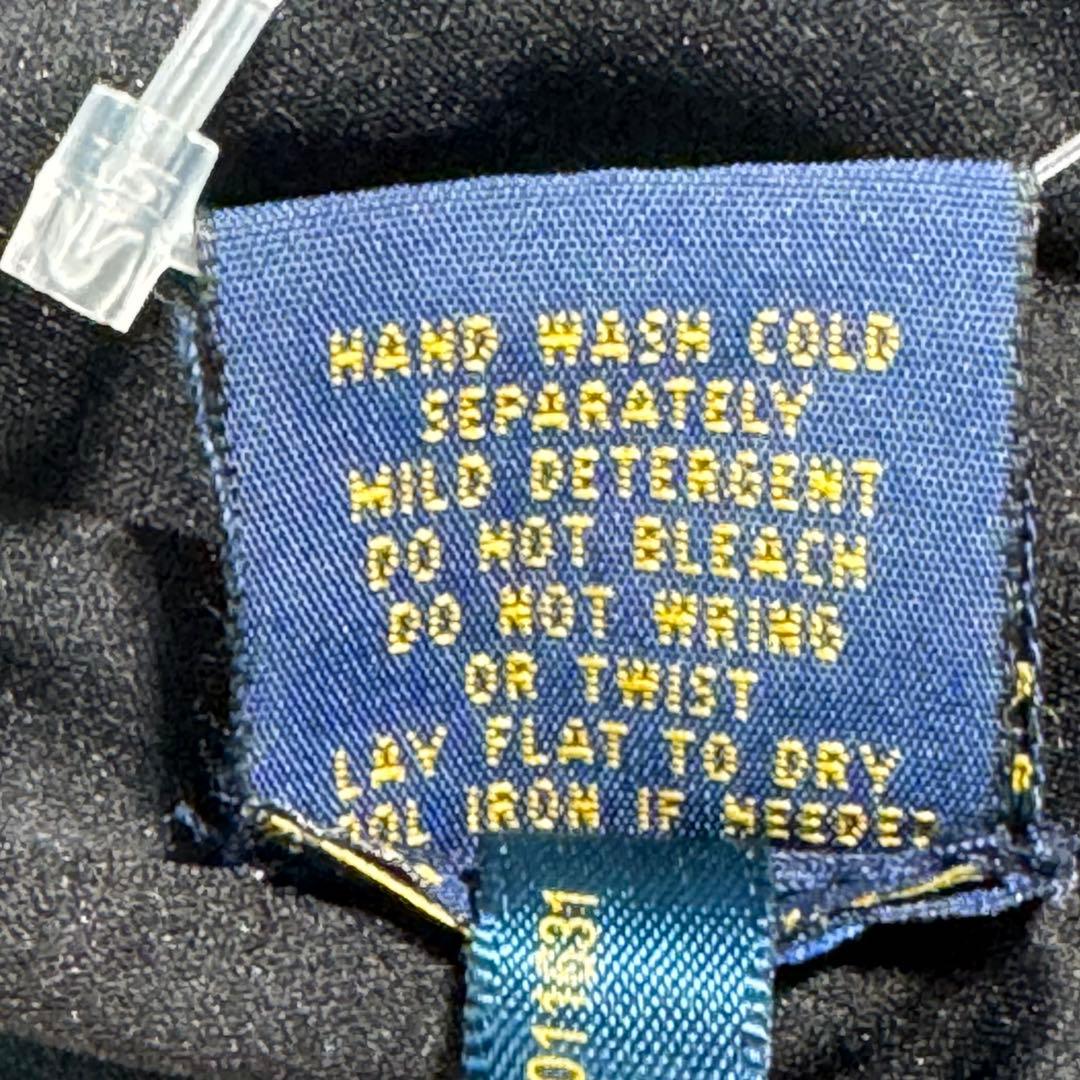 HAND WASH COLD
SEPARATELY
MILD DETERGENT
DO NOT BLEACH
DO NOT WRING
OR TWIST
LAY FLAT TO DRY
IRON IF NEEDED